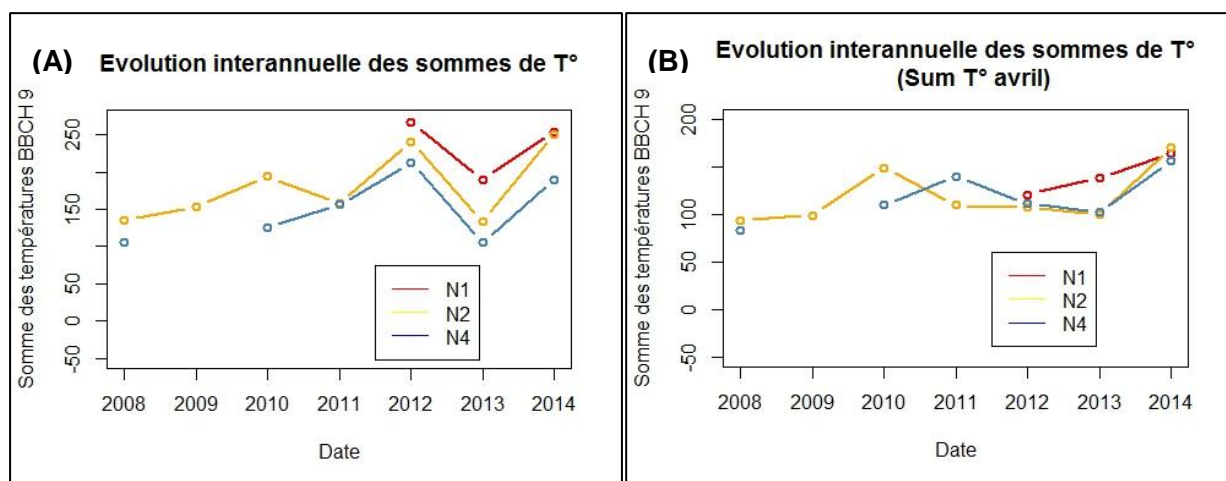 (A) Evolution interannuelle des sommes de T°
Somme des températures BBCH 9
250
150
50
0
-50
N1
N2
N4
2008 2009 2010 2011 2012 2013 2014
Date
(B) Evolution interannuelle des sommes de T°
(Sum T° avril)
Somme des températures BBCH 9
200
100
50
0
-50
N1
N2
N4
2008 2009 2010 2011 2012 2013 2014
Date